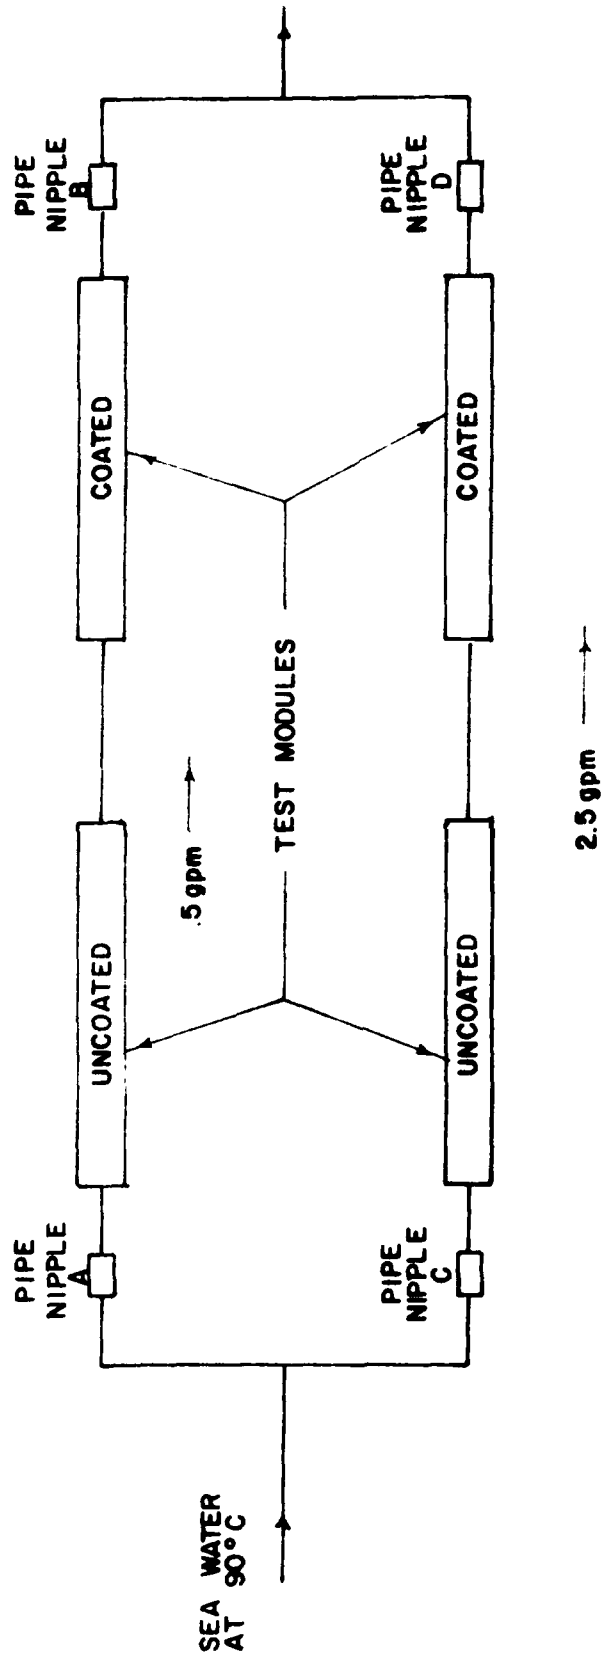 PIPE
NIPPLE
A
PIPE
NIPPLE
B
UNCOATED
COATED
.5 gpm
SEA WATER
AT 90°C
TEST MODULES
PIPE
NIPPLE
C
PIPE
NIPPLE
D
UNCOATED
COATED
2.5 gpm